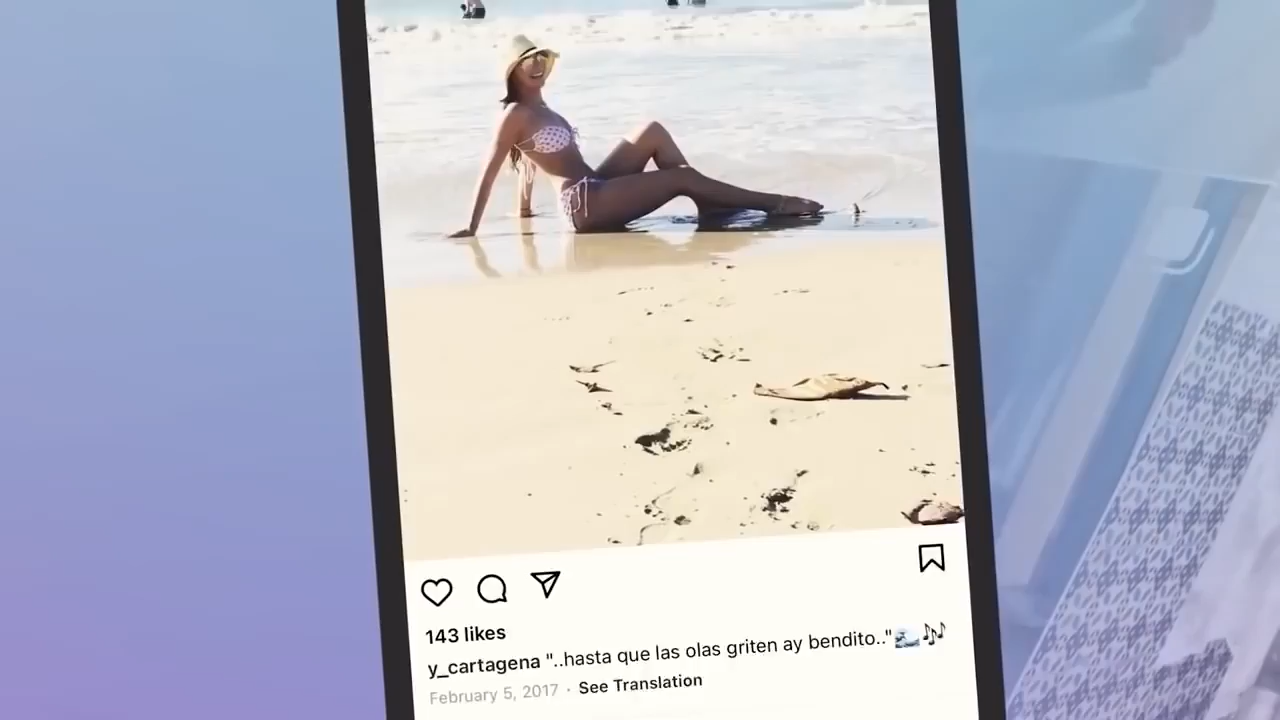 143 likes
y_cartagena "..hasta que las olas griten ay bendito.."🌊🎶
February 5, 2017 · See Translation